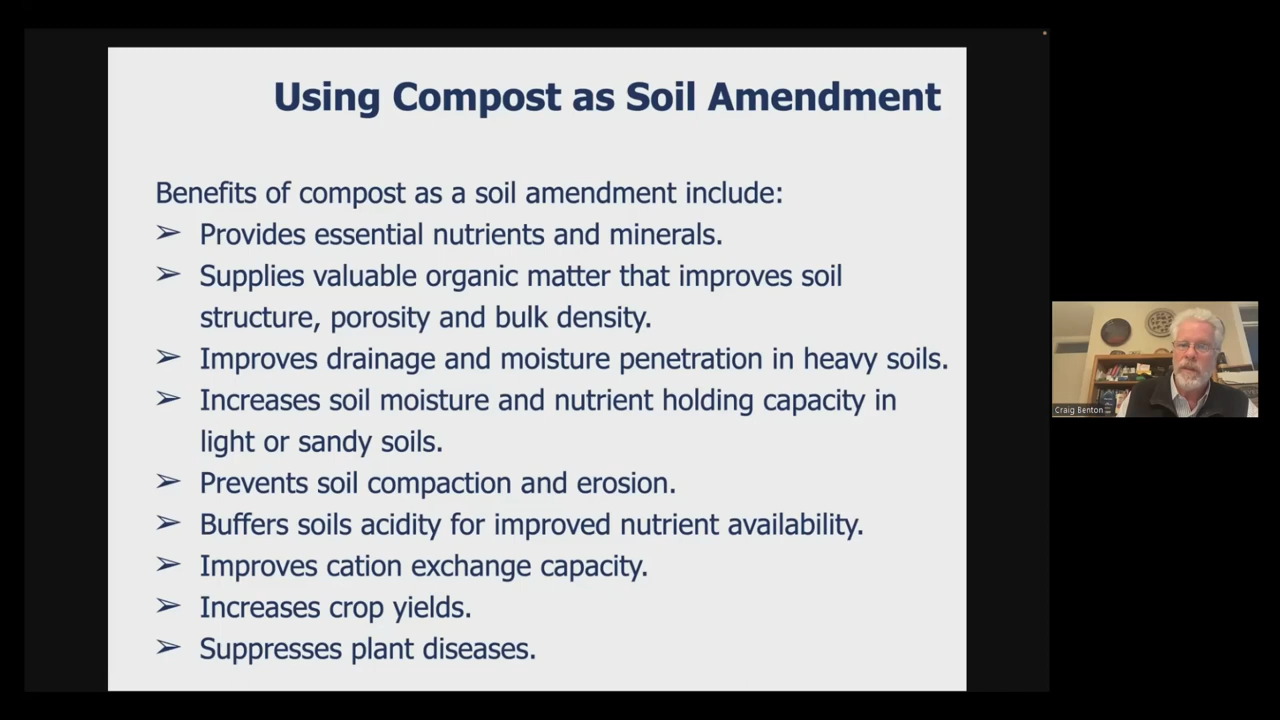 Using Compost as Soil Amendment
Benefits of compost as a soil amendment include:
➢ Provides essential nutrients and minerals.
➢ Supplies valuable organic matter that improves soil
structure, porosity and bulk density.
➢ Improves drainage and moisture penetration in heavy soils.
➢ Increases soil moisture and nutrient holding capacity in
light or sandy soils.
➢ Prevents soil compaction and erosion.
➢ Buffers soils acidity for improved nutrient availability.
➢ Improves cation exchange capacity.
➢ Increases crop yields.
➢ Suppresses plant diseases.
Craig Benton